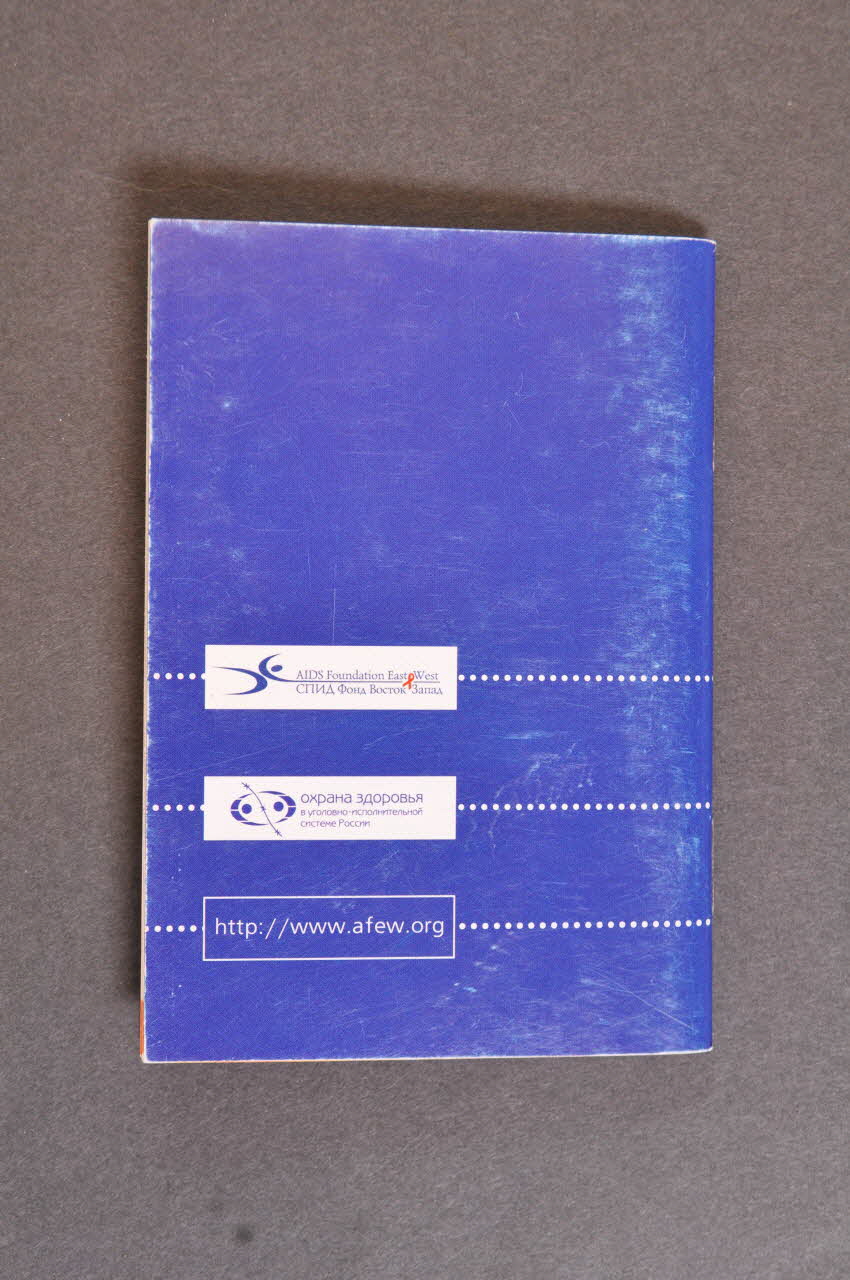 AIDS Foundation East West
СПИД Фонд Восток Запад
охрана здоровья
в уголовно-исполнительной
системе России
http://www.afew.org